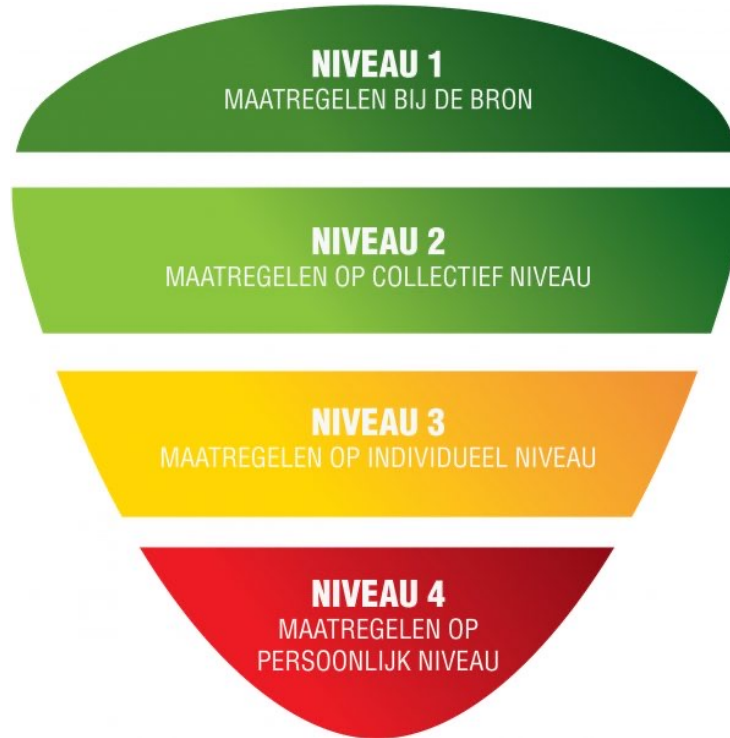 NIVEAU 1
MAATREGELEN BIJ DE BRON
NIVEAU 2
MAATREGELEN OP COLLECTIEF NIVEAU
NIVEAU 3
MAATREGELEN OP INDIVIDUEEL NIVEAU
NIVEAU 4
MAATREGELEN OP
PERSOONLIJK NIVEAU